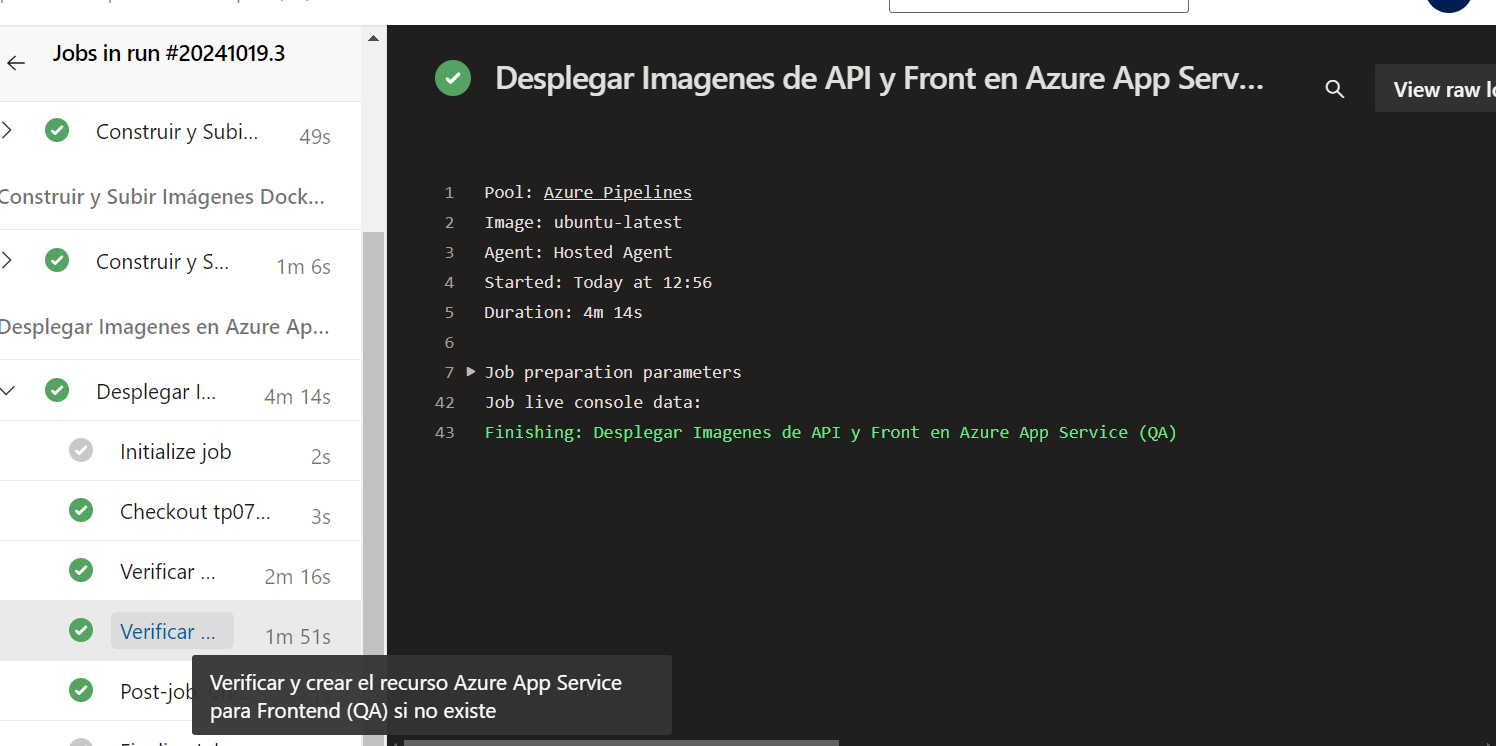 Jobs in run #20241019.3
Construir y Subi... 49s
Construir y Subir Imágenes Dock...
Construir y S... 1m 6s
Desplegar Imagenes en Azure Ap...
Desplegar I... 4m 14s
Initialize job 2s
Checkout tp07... 3s
Verificar ... 2m 16s
Verificar ... 1m 51s
Post-job:
Verificar y crear el recurso Azure App Service
para Frontend (QA) si no existe
Desplegar Imagenes de API y Front en Azure App Serv...
View raw lo
1 Pool: Azure Pipelines
2 Image: ubuntu-latest
3 Agent: Hosted Agent
4 Started: Today at 12:56
5 Duration: 4m 14s
6
7 Job preparation parameters
42 Job live console data:
43 Finishing: Desplegar Imagenes de API y Front en Azure App Service (QA)